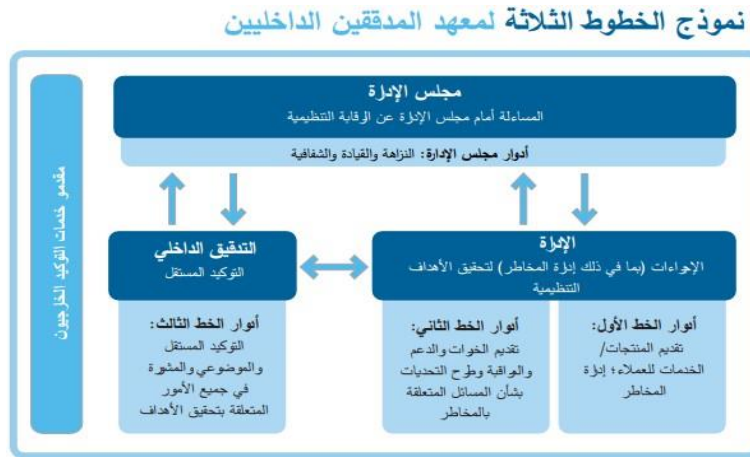 نموذج الخطوط الثلاثة لمعهد المدققين الداخليين
مجلس الإدارة
المساءلة أمام مجلس الإدارة عن الرقابة التنظيمية
أدوار مجلس الإدارة: النزاهة والقيادة والشفافية
الإدارة
الإجراءات (بما في ذلك إدارة المخاطر) لتحقيق الأهداف
التنظيمية
التدقيق الداخلي
التوكيد المستقل
أدوار الخط الأول:
تقديم المنتجات/
الخدمات للعملاء؛ إدارة
المخاطر
أدوار الخط الثاني:
تقديم الخبرات والدعم
والمراقبة وطرح التحديات
بشأن المسائل المتعلقة
بالمخاطر
أدوار الخط الثالث:
التوكيد المستقل
والموضوعي والمشورة
في جميع الأمور
المتعلقة بتحقيق الأهداف
مقدمو خدمات التوكيد الخارجيون